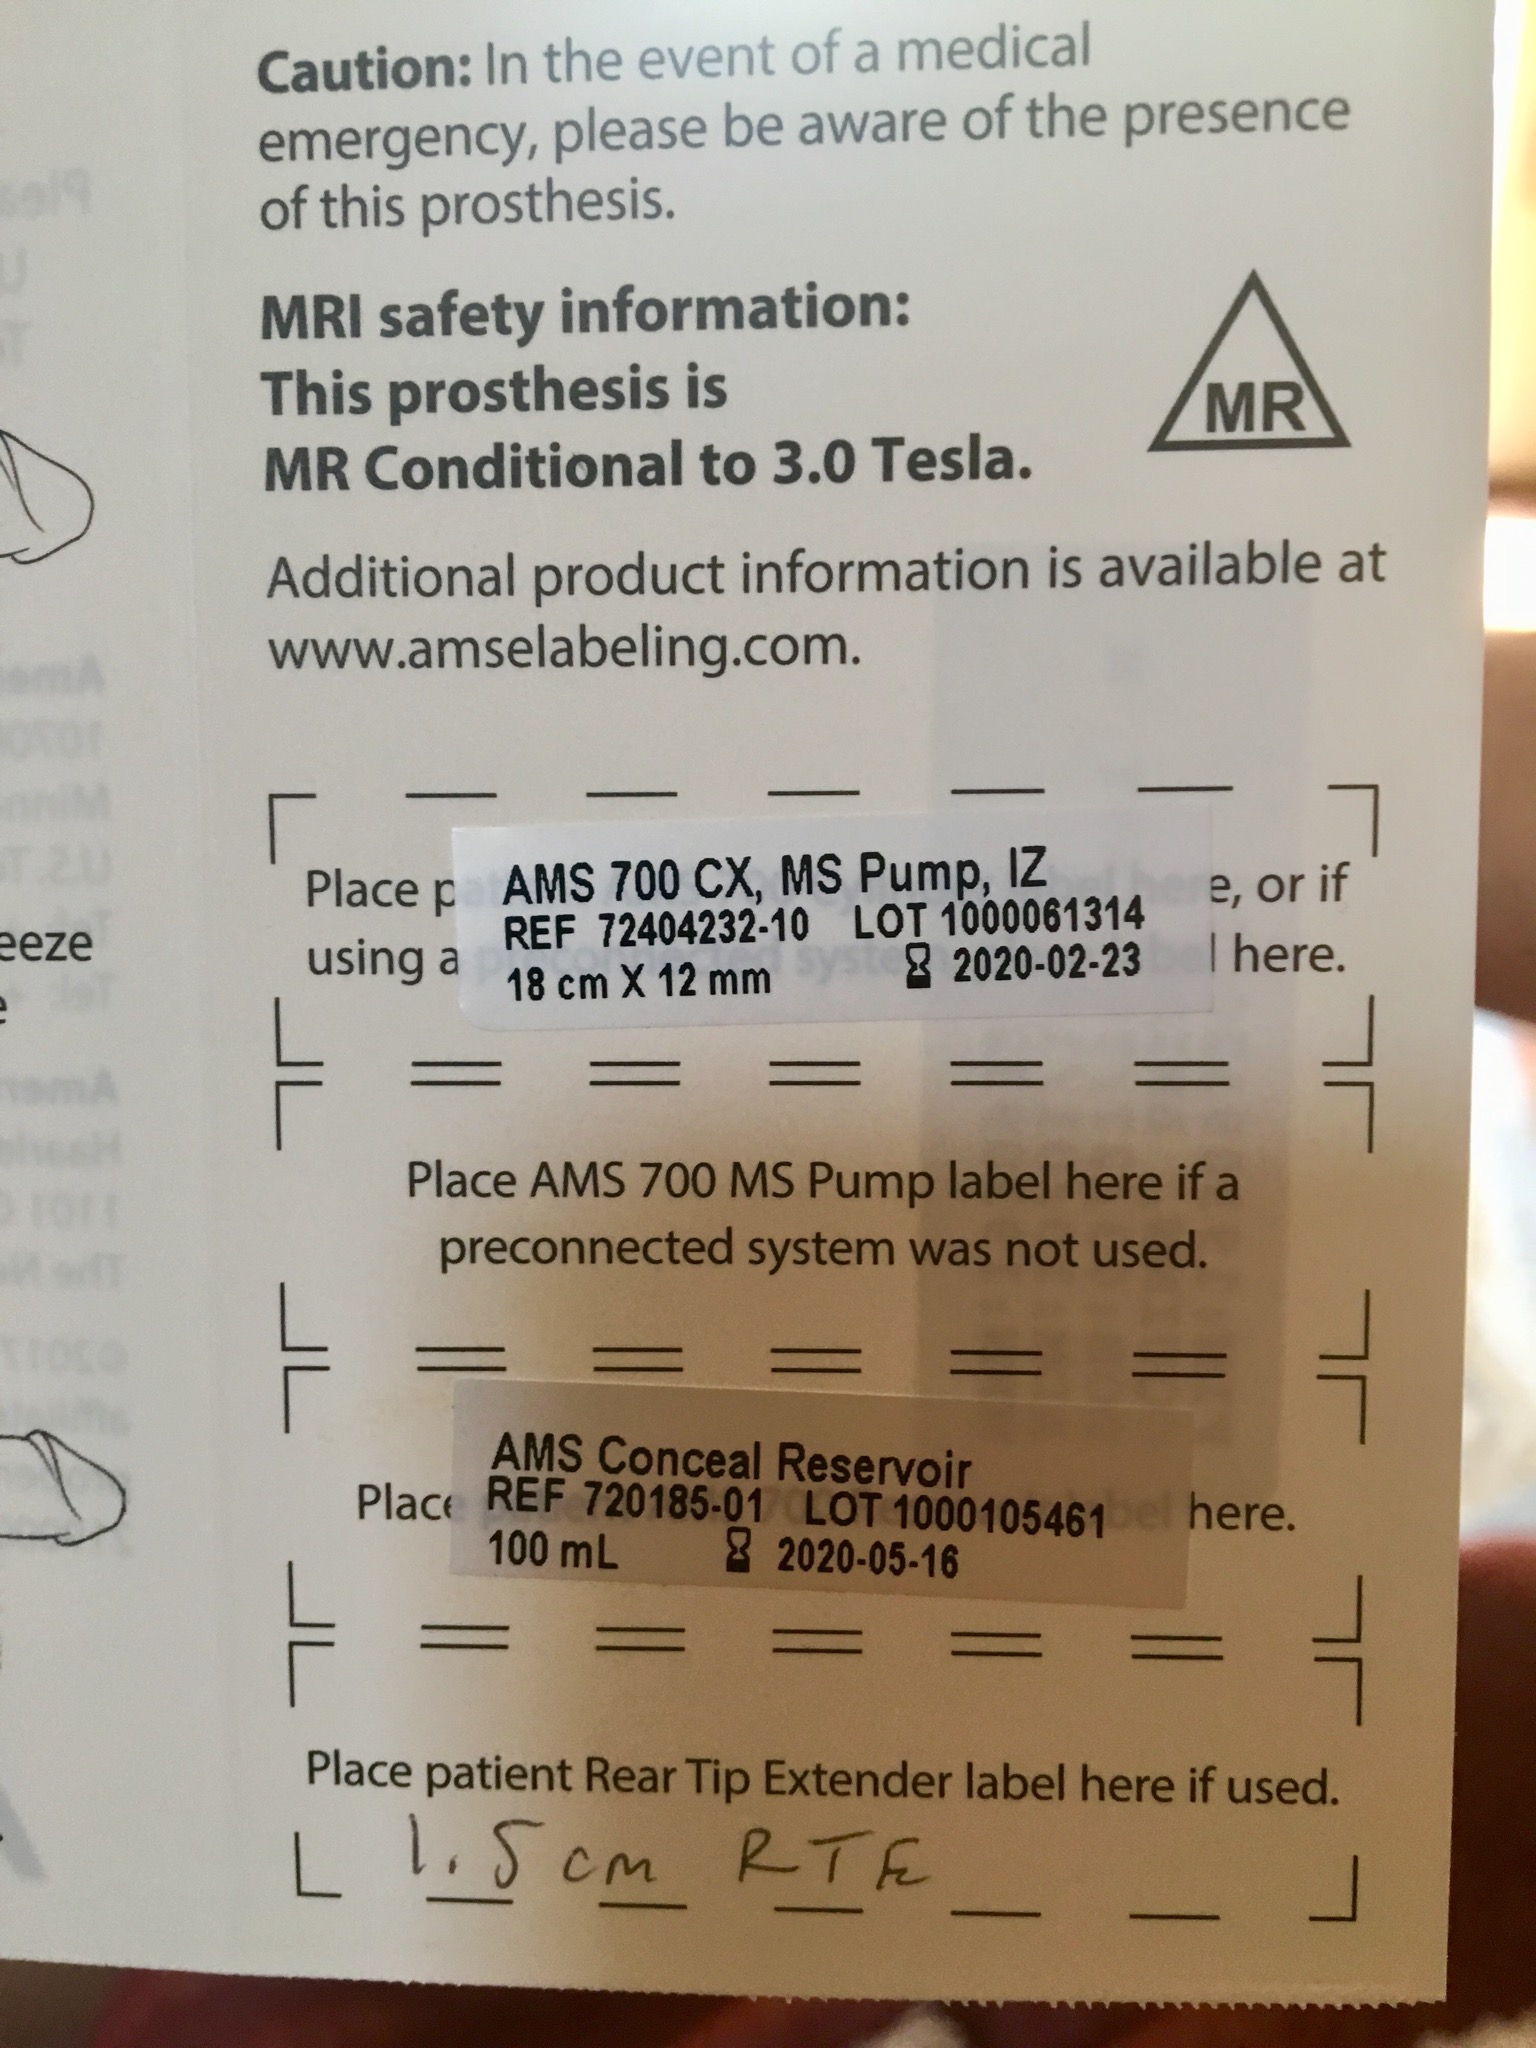 Caution: In the event of a medical
emergency, please be aware of the presence
of this prosthesis.
MRI safety information:
This prosthesis is
MR Conditional to 3.0 Tesla.
MR
Additional product information is available at
www.amselabeling.com.
Place
AMS 700 CX, MS Pump, IZ
REF 72404232-10 LOT 1000061314
18 cm X 12 mm 2020-02-23
or if
using a
here.
eeze
Place AMS 700 MS Pump label here if a
preconnected system was not used.
AMS Conceal Reservoir
REF 720185-01 LOT 1000105461
100 mL 2020-05-16
Place
here.
Place patient Rear Tip Extender label here if used.
1.5 cm RTE